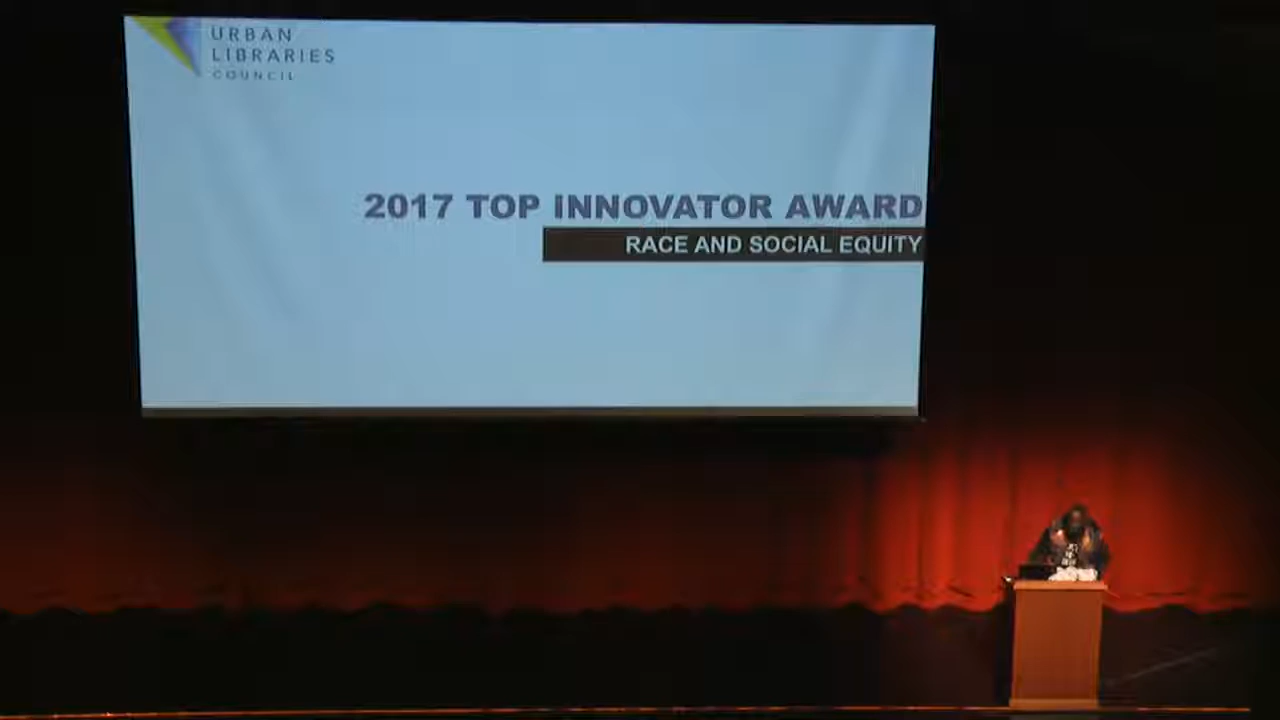 URBAN
LIBRARIES
COUNCIL
2017 TOP INNOVATOR AWARD
RACE AND SOCIAL EQUITY